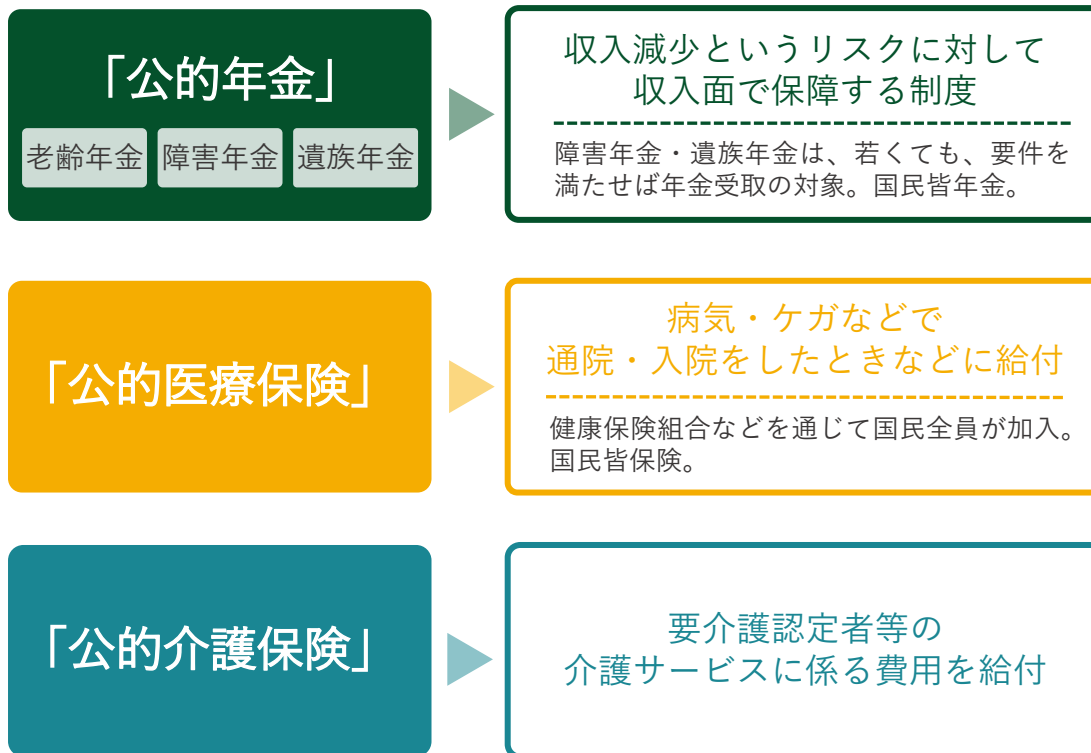 「公的年金」
老齢年金 障害年金 遺族年金
収入減少というリスクに対して
収入面で保障する制度
障害年金・遺族年金は、若くても、要件を
満たせば年金受取の対象。国民皆年金。
「公的医療保険」
病気・ケガなどで
通院・入院をしたときなどに給付
健康保険組合などを通じて国民全員が加入。
国民皆保険。
「公的介護保険」
要介護認定者等の
介護サービスに係る費用を給付